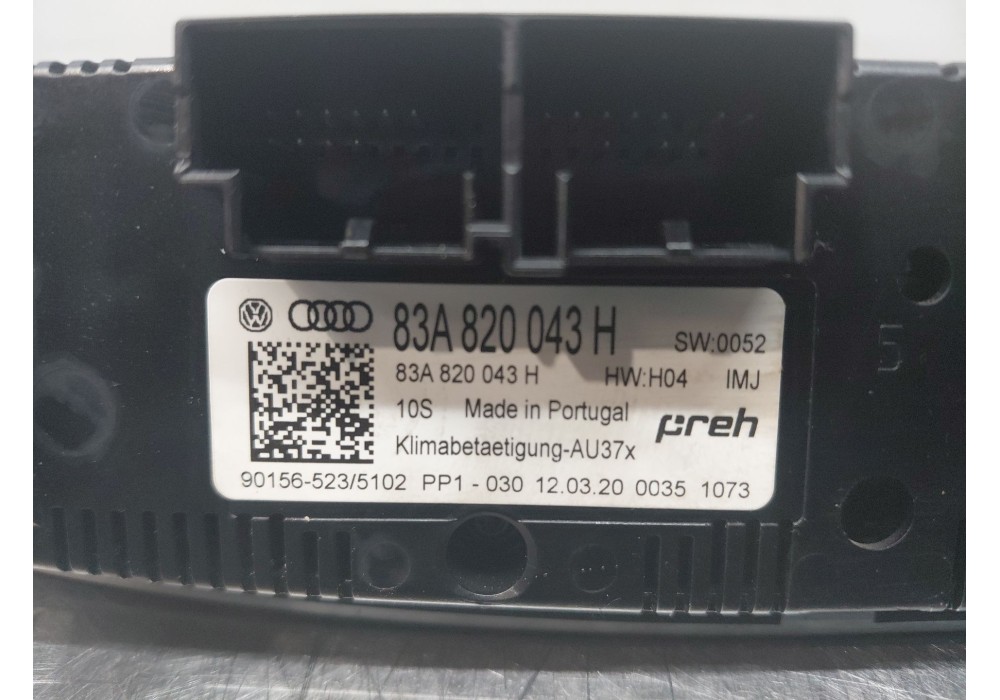 83A 820 043 H SW:0052
83A 820 043 H HW:H04 IMJ
10S Made in Portugal preh
Klimabetaetigung-AU37x
90156-523/5102 PP1 - 030 12.03.20 0035 1073
5